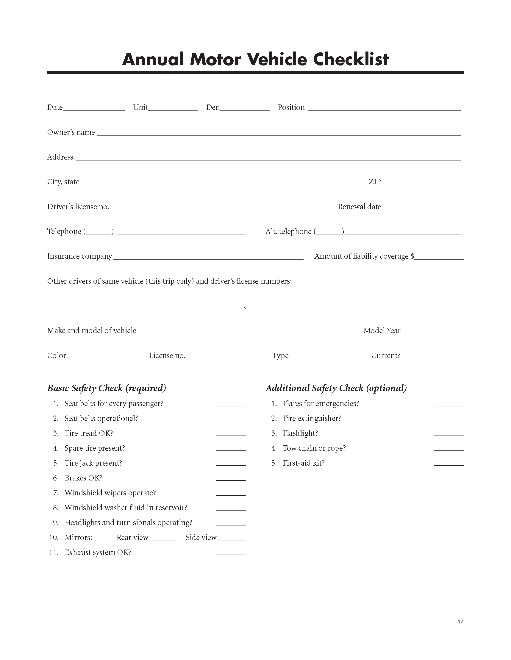 Annual Motor Vehicle Checklist
Date Unit Den Position
Owner's name
Address
City, state ZIP
Driver's license no. Renewal date
Telephone ( ) Alt. telephone ( )
Insurance company Amount of liability coverage $
Other drivers of same vehicle (this trip only) and driver's license numbers:
Make and model of vehicle Model Year
Color License no. Type
Basic Safety Check (required) Additional Safety Check (optional)
1. Seat belts for every passenger? 1. Flares for emergencies?
2. Seat belts operational? 2. Fire extinguisher?
3. Tire tread OK? 3. Flashlight?
4. Spare tire present? 4. Tow chain or rope?
5. Tire jack present? 5. First-aid kit?
6. Brakes OK?
7. Windshield wipers operate?
8. Windshield washer fluid in reservoir?
9. Headlights and turn signals operating?
10. Mirrors: Rear view Side view
11. Exhaust system OK?